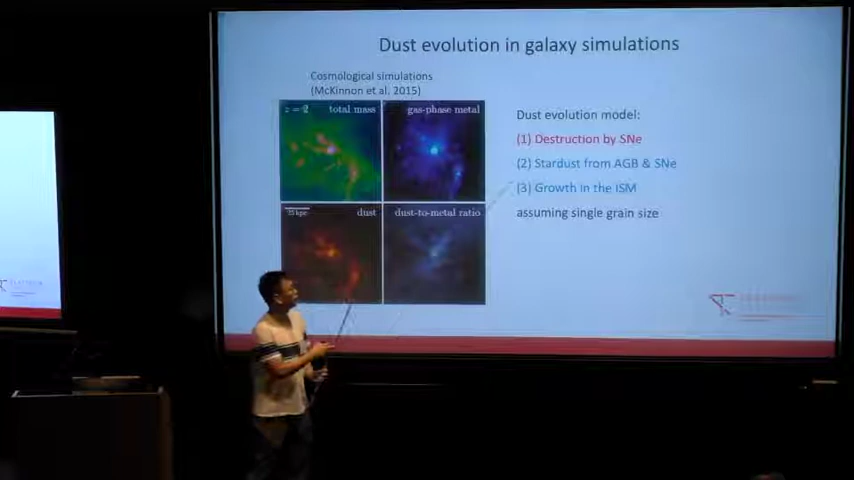 Dust evolution in galaxy simulations
Cosmological simulations
(McKinnon et al. 2015)
z = 2 total mass
gas-phase metal
dust
dust-to-metal ratio
Dust evolution model:
(1) Destruction by SNe
(2) Stardust from AGB & SNe
(3) Growth in the ISM
assuming single grain size